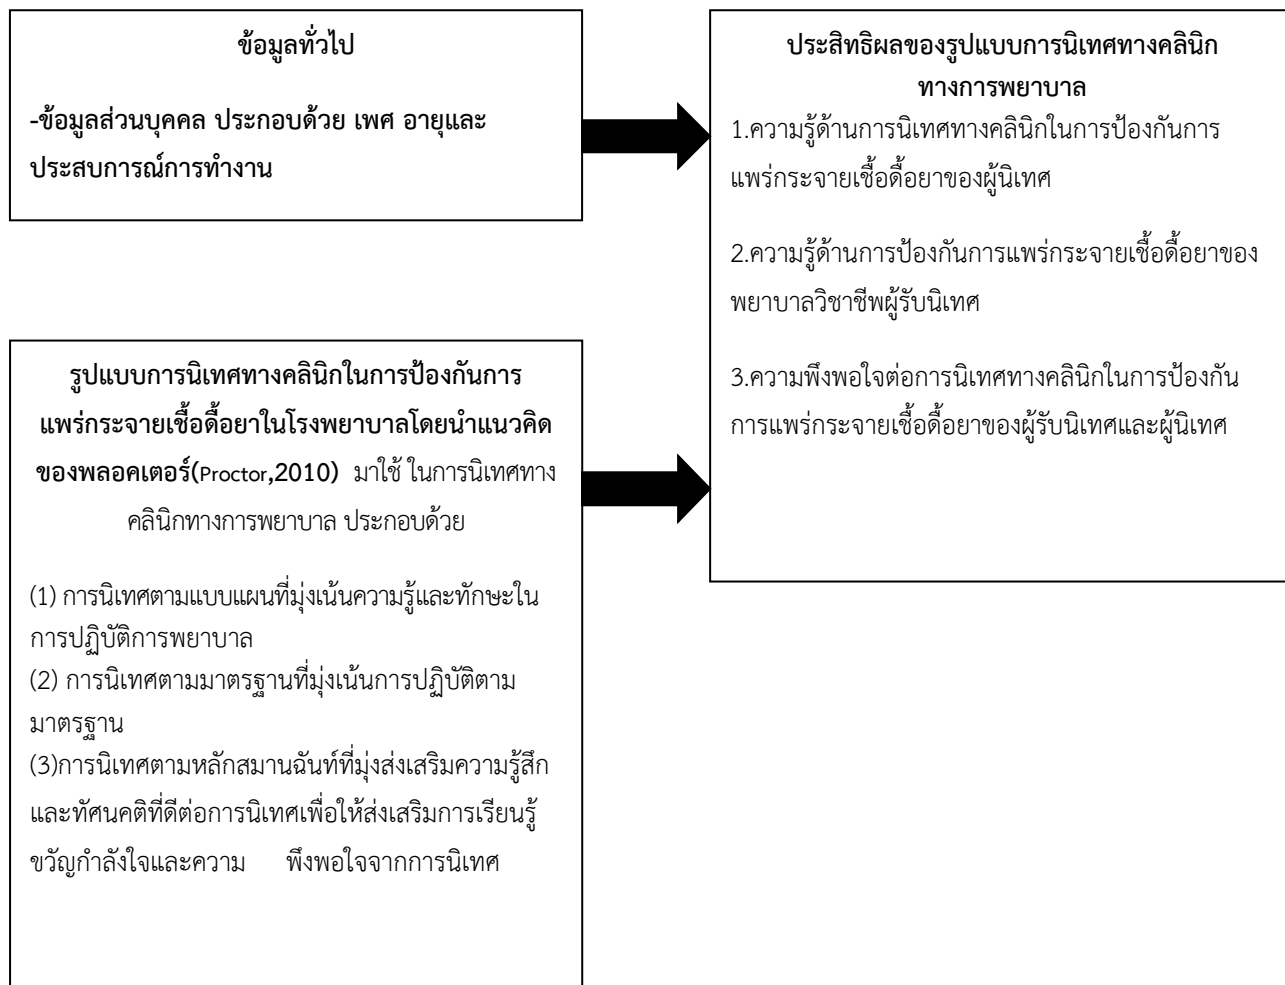 ข้อมูลทั่วไป
-ข้อมูลส่วนบุคคล ประกอบด้วย เพศ อายุและ
ประสบการณ์การทำงาน
รูปแบบการนิเทศทางคลินิกในการป้องกันการ
แพร่กระจายเชื้อดื้อยาในโรงพยาบาลโดยนำแนวคิด
ของพลอคเตอร์(Proctor,2010) มาใช้ ในการนิเทศทาง
คลินิกทางการพยาบาล ประกอบด้วย
(1) การนิเทศตามแบบแผนที่มุ่งเน้นความรู้และทักษะใน
การปฏิบัติการพยาบาล
(2) การนิเทศตามมาตรฐานที่มุ่งเน้นการปฏิบัติตาม
มาตรฐาน
(3)การนิเทศตามหลักสมานฉันท์ที่มุ่งส่งเสริมความรู้สึก
และทัศนคติที่ดีต่อการนิเทศเพื่อให้ส่งเสริมการเรียนรู้
ขวัญกำลังใจและความ พึงพอใจจากการนิเทศ
ประสิทธิผลของรูปแบบการนิเทศทางคลินิก
ทางการพยาบาล
1.ความรู้ด้านการนิเทศทางคลินิกในการป้องกันการ
แพร่กระจายเชื้อดื้อยาของผู้นิเทศ
2.ความรู้ด้านการป้องกันการแพร่กระจายเชื้อดื้อยาของ
พยาบาลวิชาชีพผู้รับนิเทศ
3.ความพึงพอใจต่อการนิเทศทางคลินิกในการป้องกัน
การแพร่กระจายเชื้อดื้อยาของผู้รับนิเทศและผู้นิเทศ